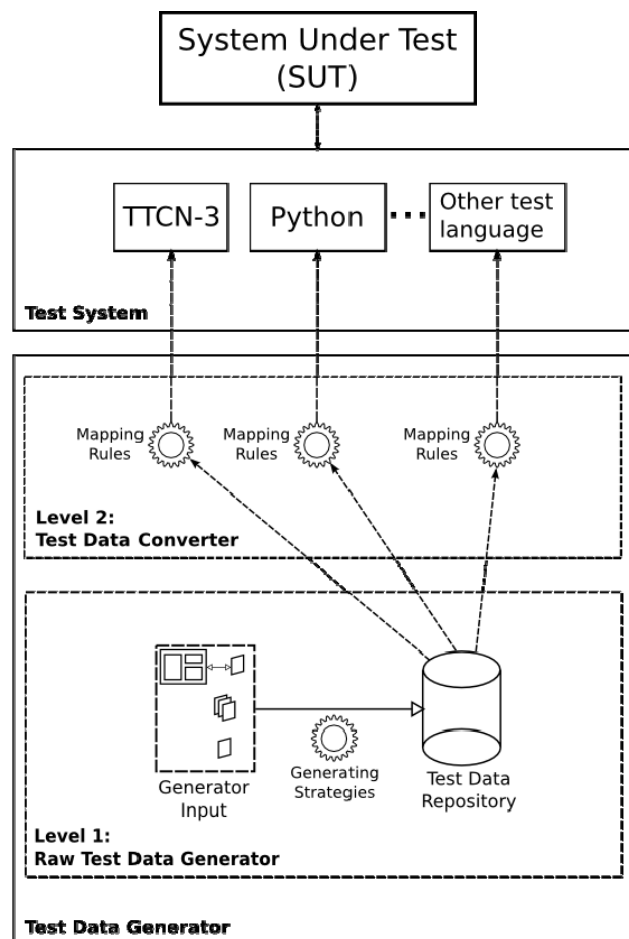 System Under Test
(SUT)
TTCN-3
Python
Other test
language
Test System
Mapping
Rules
Mapping
Rules
Mapping
Rules
Level 2:
Test Data Converter
Generator
Input
Generating
Strategies
Test Data
Repository
Level 1:
Raw Test Data Generator
Test Data Generator